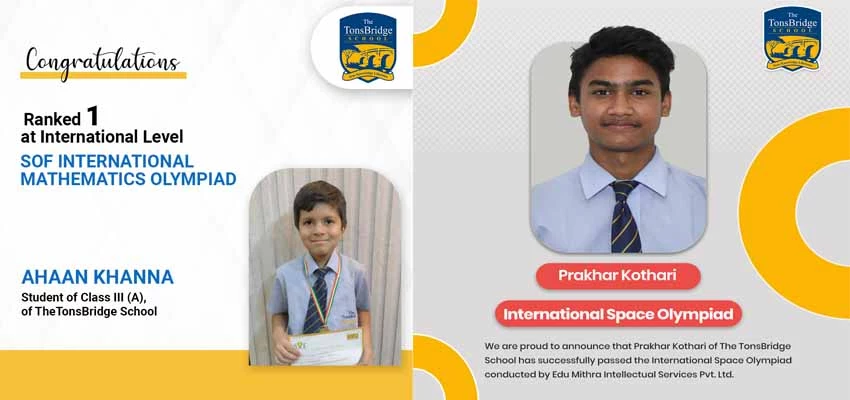 Congratulations
The
TonsBridge
SCHOOL
Ranked 1
at International Level
SOF INTERNATIONAL
MATHEMATICS OLYMPIAD
AHAAN KHANNA
Student of Class III (A),
of TheTonsBridge School
The
TonsBridge
SCHOOL
Prakhar Kothari
International Space Olympiad
We are proud to announce that Prakhar Kothari of The TonsBridge
School has successfully passed the International Space Olympiad
conducted by Edu Mithra Intellectual Services Pvt. Ltd.